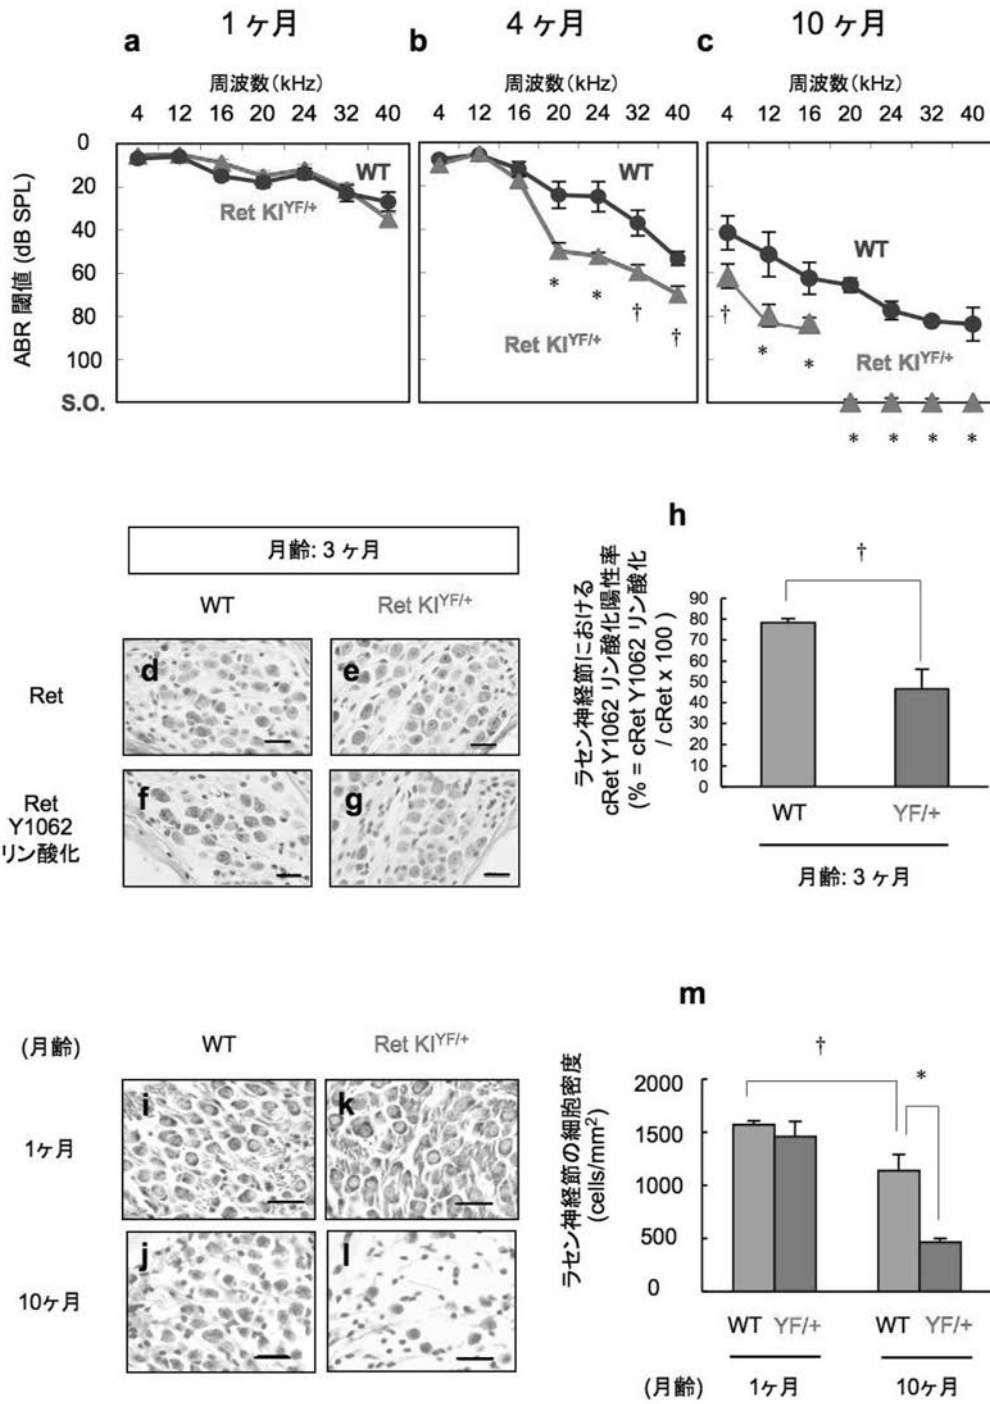 1 ヶ月
4 ヶ月
10 ヶ月
a
b
c
周波数（kHz）
周波数（kHz）
周波数（kHz）
4 12 16 20 24 32 40
4 12 16 20 24 32 40
4 12 16 20 24 32 40
ABR 閾値 (dB SPL)
0
20
40
60
80
100
S.O.
WT
Ret KIYF/+
WT
Ret KIYF/+
* * † †
WT
Ret KIYF/+
† * *
* * * *
月齢: 3 ヶ月
WT
Ret KIYF/+
Ret
d
e
Ret
Y1062
リン酸化
f
g
h
†
ラセン神経節における
cRet Y1062 リン酸化陽性率
(% = cRet Y1062 リン酸化
/ cRet x 100 )
90
80
70
60
50
40
30
20
10
0
WT
YF/+
月齢: 3 ヶ月
(月齢)
WT
Ret KIYF/+
1ヶ月
i
k
10ヶ月
j
l
m
†
*
ラセン神経節の細胞密度
(cells/mm²)
2000
1500
1000
500
0
WT YF/+
WT YF/+
(月齢)
1ヶ月
10ヶ月